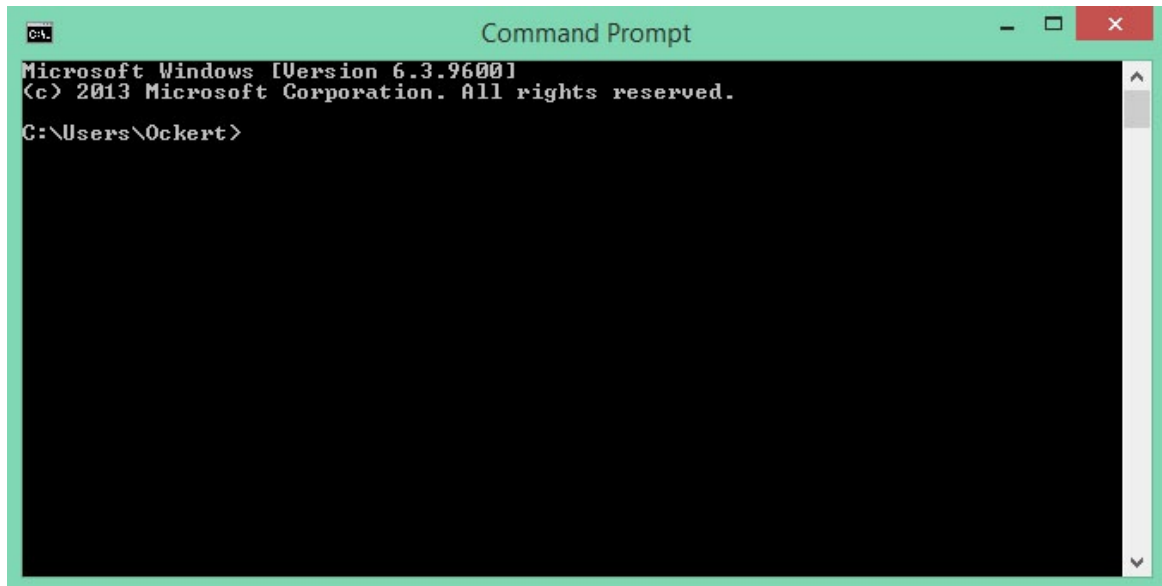 C:\.
Command Prompt
Microsoft Windows [Version 6.3.9600]
(c) 2013 Microsoft Corporation. All rights reserved.
C:\Users\Ockert>